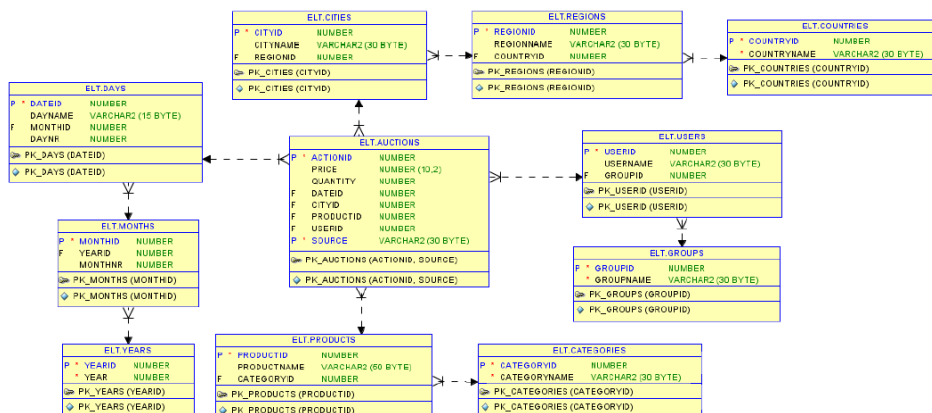 ELT.CITIES
P * CITYID NUMBER
CITYNAME VARCHAR2 (30 BYTE)
F REGIONID NUMBER
PK_CITIES (CITYID)
PK_CITIES (CITYID)
ELT.REGIONS
P * REGIONID NUMBER
REGIONNAME VARCHAR2 (30 BYTE)
F COUNTRYID NUMBER
PK_REGIONS (REGIONID)
PK_REGIONS (REGIONID)
ELT.COUNTRIES
P * COUNTRYID NUMBER
* COUNTRYNAME VARCHAR2 (30 BYTE)
PK_COUNTRIES (COUNTRYID)
PK_COUNTRIES (COUNTRYID)
ELT.DAYS
P * DATEID NUMBER
DAYNAME VARCHAR2 (15 BYTE)
F MONTHID NUMBER
DAYNR NUMBER
PK_DAYS (DATEID)
PK_DAYS (DATEID)
ELT.AUCTIONS
P * ACTIONID NUMBER
PRICE NUMBER (10,2)
QUANTITY NUMBER
F DATEID NUMBER
F CITYID NUMBER
F PRODUCTID NUMBER
F USERID NUMBER
P * SOURCE VARCHAR2 (30 BYTE)
PK_AUCTIONS (ACTIONID, SOURCE)
PK_AUCTIONS (ACTIONID, SOURCE)
ELT.USERS
P * USERID NUMBER
USERNAME VARCHAR2 (30 BYTE)
F GROUPID NUMBER
PK_USERID (USERID)
PK_USERID (USERID)
ELT.MONTHS
P * MONTHID NUMBER
F YEARID NUMBER
MONTHNR NUMBER
PK_MONTHS (MONTHID)
PK_MONTHS (MONTHID)
ELT.GROUPS
P * GROUPID NUMBER
* GROUPNAME VARCHAR2 (30 BYTE)
PK_GROUPS (GROUPID)
PK_GROUPS (GROUPID)
ELT.YEARS
P * YEARID NUMBER
* YEAR NUMBER
PK_YEARS (YEARID)
PK_YEARS (YEARID)
ELT.PRODUCTS
P * PRODUCTID NUMBER
PRODUCTNAME VARCHAR2 (50 BYTE)
F CATEGORYID NUMBER
PK_PRODUCTS (PRODUCTID)
PK_PRODUCTS (PRODUCTID)
ELT.CATEGORIES
P * CATEGORYID NUMBER
* CATEGORYNAME VARCHAR2 (30 BYTE)
PK_CATEGORIES (CATEGORYID)
PK_CATEGORIES (CATEGORYID)